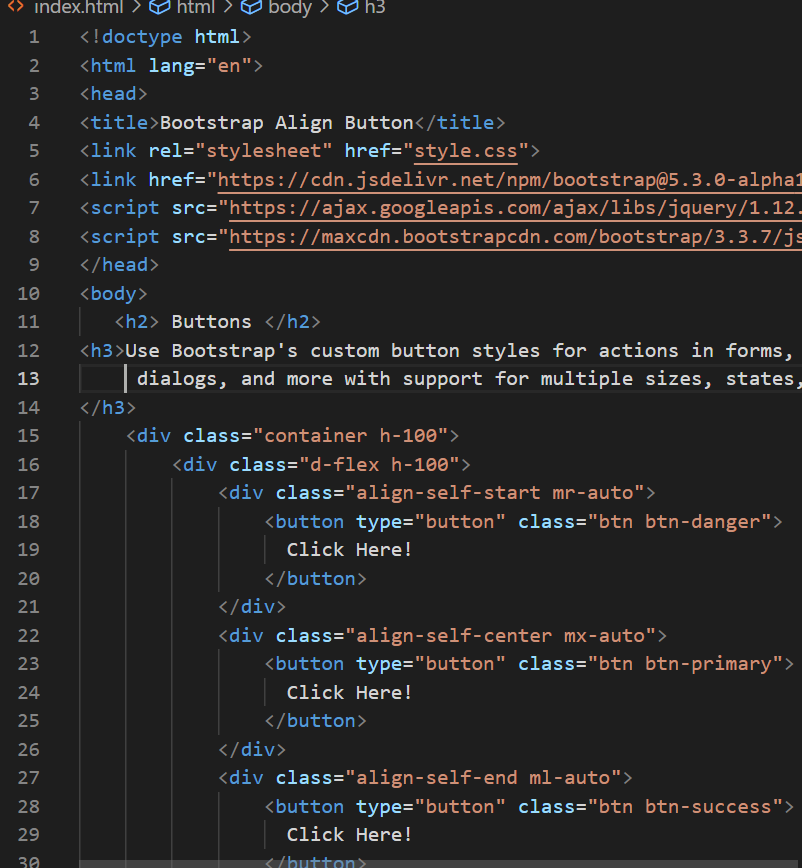 index.html > html > body > h3
1 <!doctype html>
2 <html lang="en">
3 <head>
4 <title>Bootstrap Align Button</title>
5 <link rel="stylesheet" href="style.css">
6 <link href="https://cdn.jsdelivr.net/npm/bootstrap@5.3.0-alpha1
7 <script src="https://ajax.googleapis.com/ajax/libs/jquery/1.12.
8 <script src="https://maxcdn.bootstrapcdn.com/bootstrap/3.3.7/js
9 </head>
10 <body>
11 <h2> Buttons </h2>
12 <h3>Use Bootstrap's custom button styles for actions in forms,
13 dialogs, and more with support for multiple sizes, states,
14 </h3>
15 <div class="container h-100">
16 <div class="d-flex h-100">
17 <div class="align-self-start mr-auto">
18 <button type="button" class="btn btn-danger">
19 Click Here!
20 </button>
21 </div>
22 <div class="align-self-center mx-auto">
23 <button type="button" class="btn btn-primary">
24 Click Here!
25 </button>
26 </div>
27 <div class="align-self-end ml-auto">
28 <button type="button" class="btn btn-success">
29 Click Here!
30 </button>